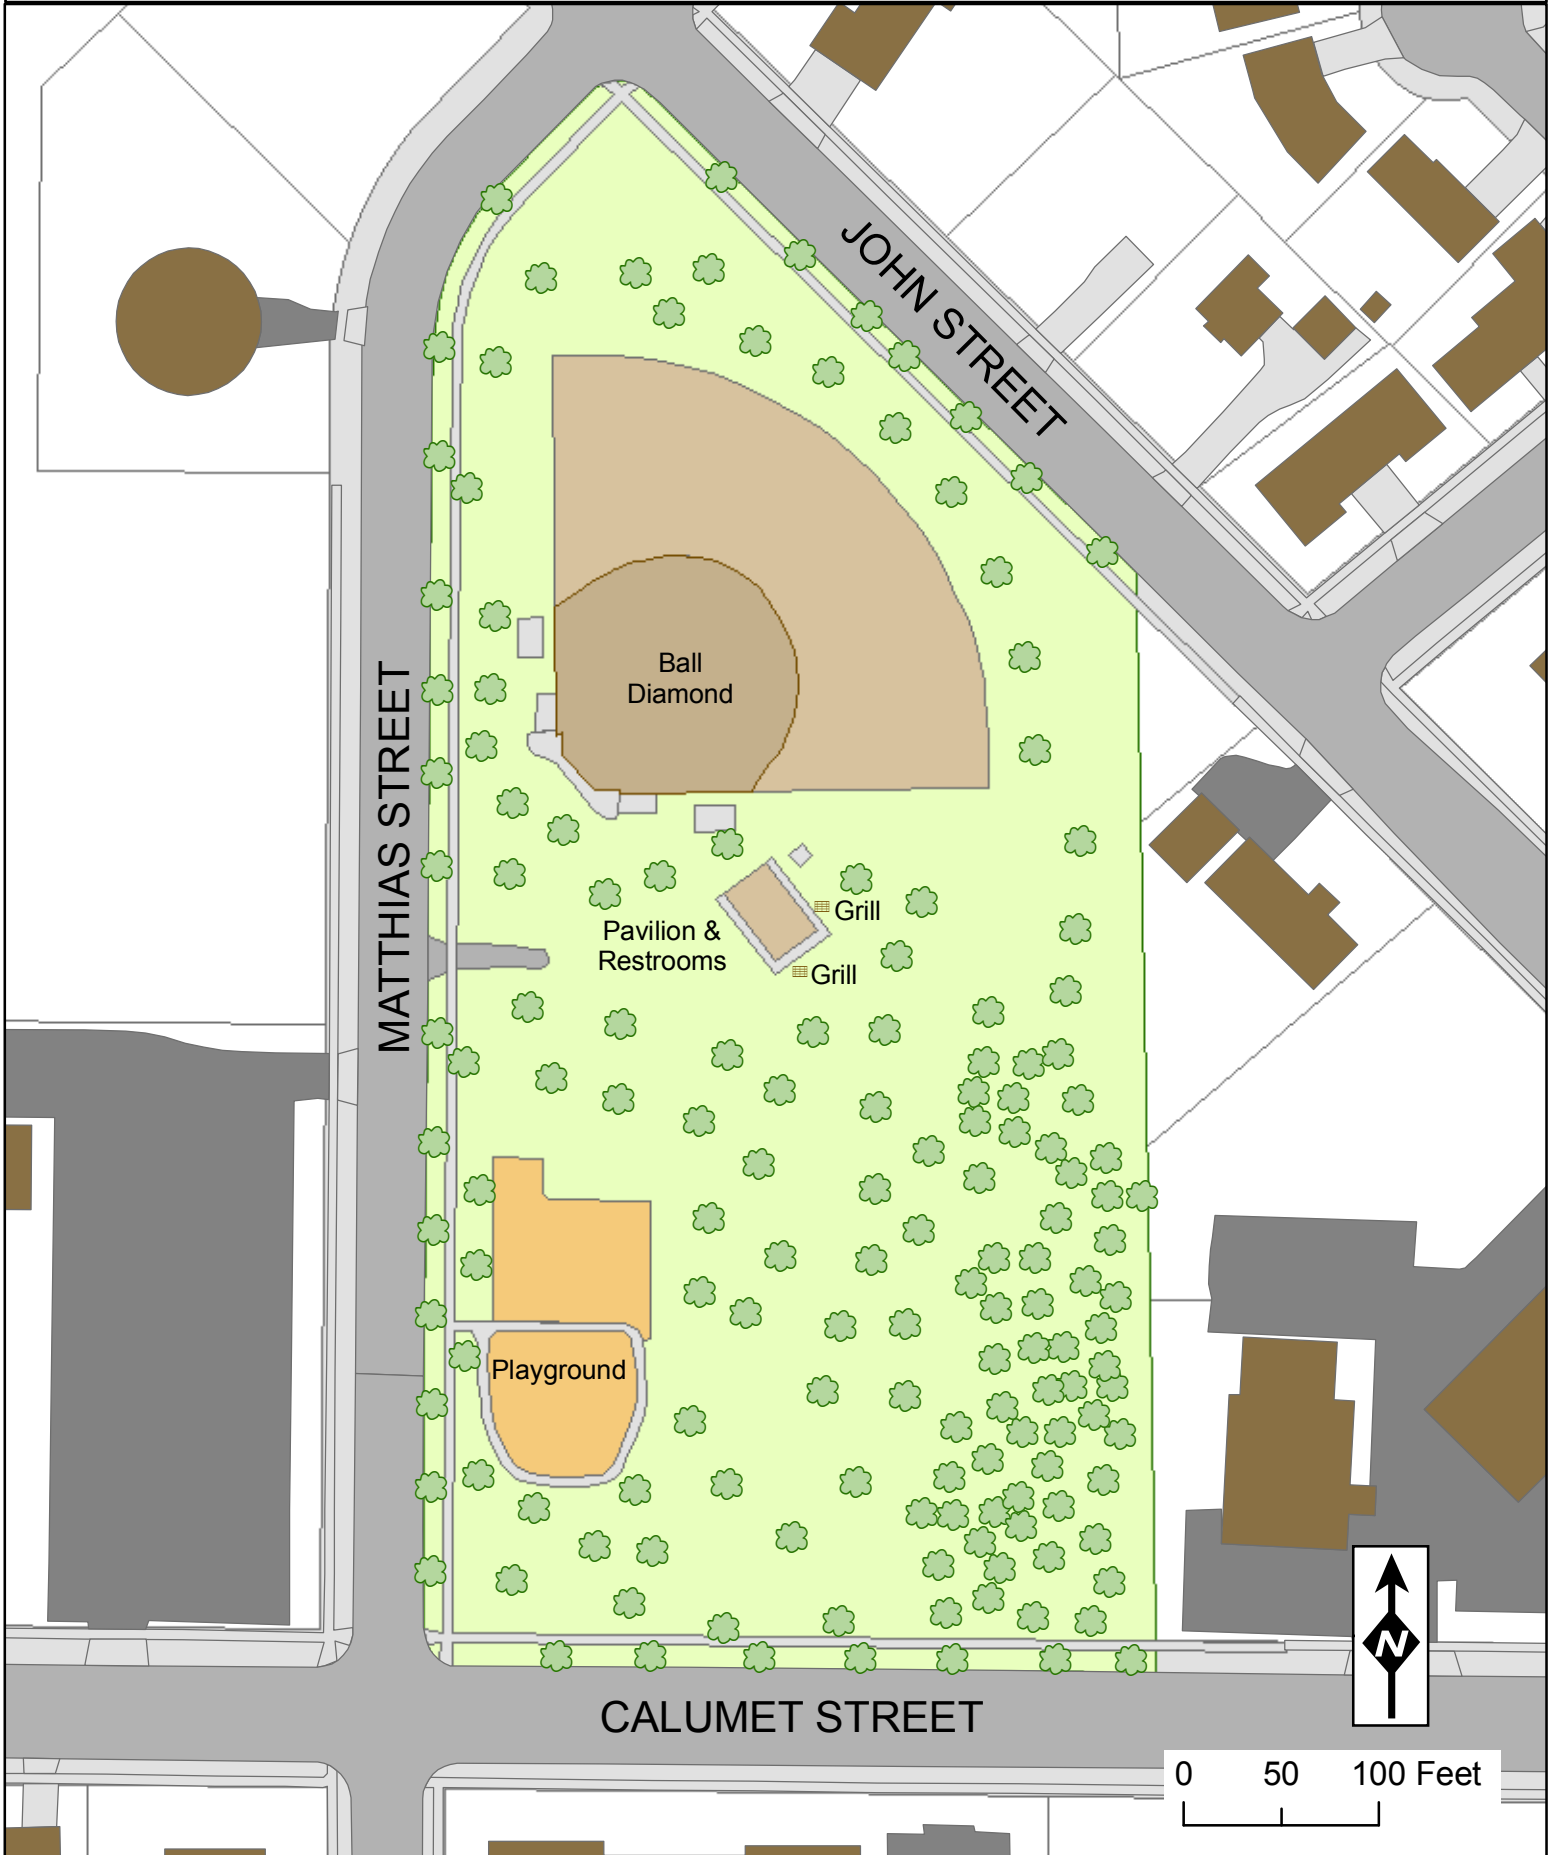 JOHN STREET
Ball
Diamond
MATTHIAS STREET
Grill
Pavilion &
Restrooms
Grill
Playground
N
CALUMET STREET
0 50 100 Feet